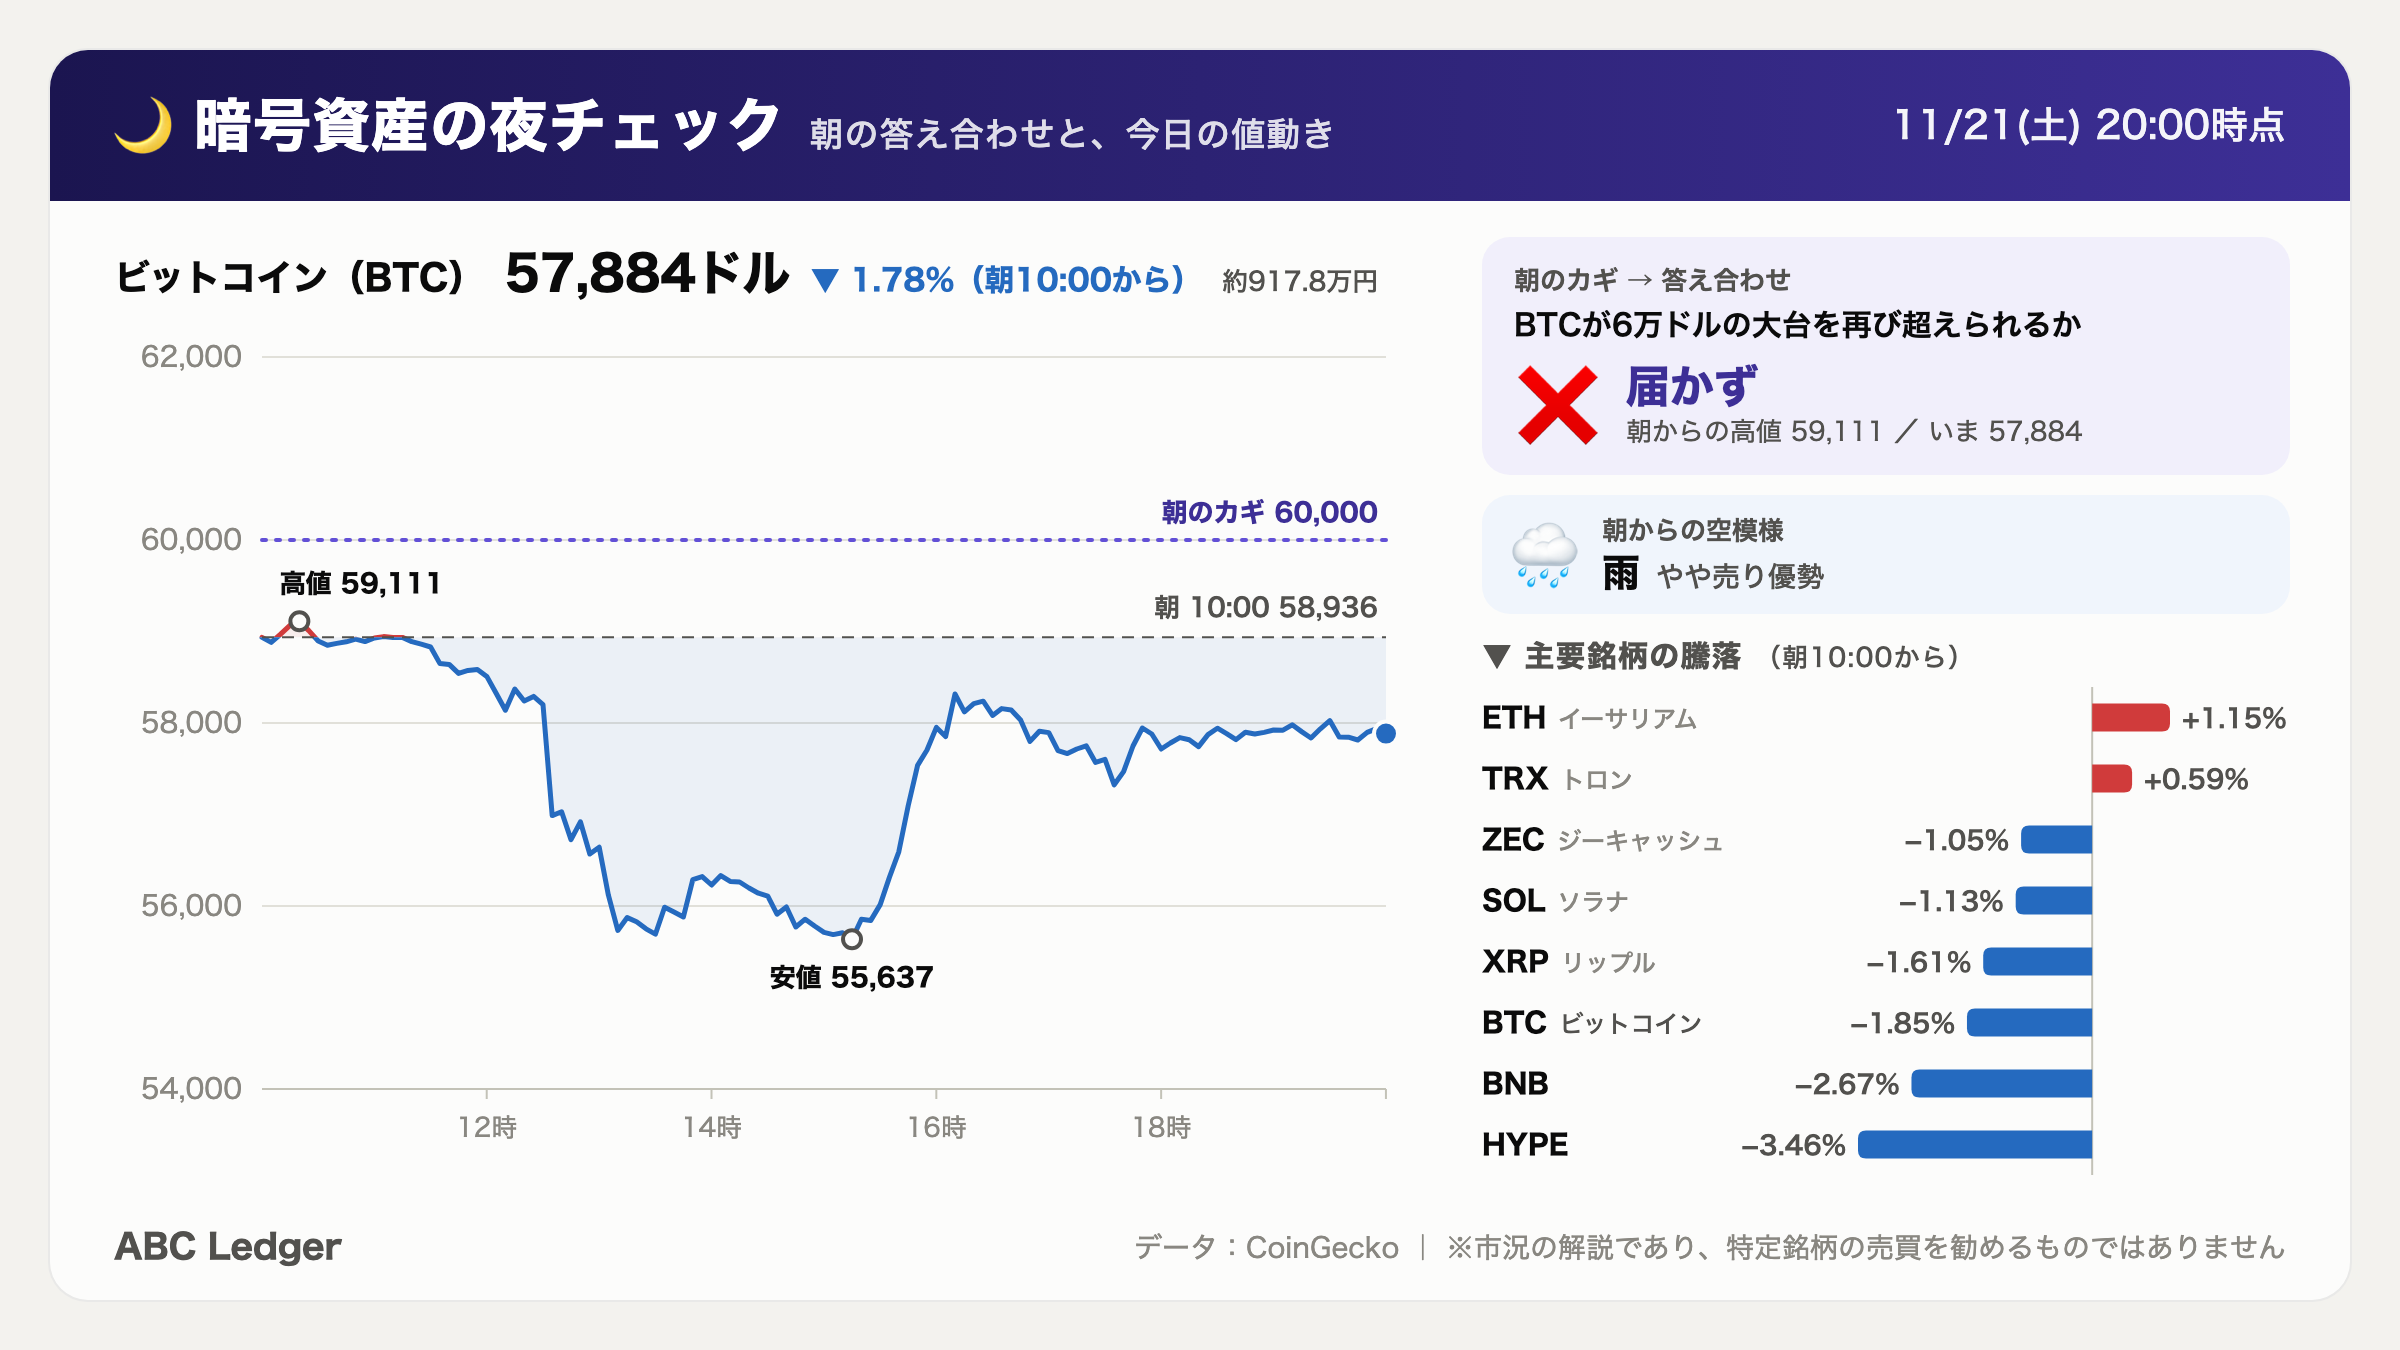 🌙 暗号資産の夜チェック 朝の答え合わせと、今日の値動き 11/21(土) 20:00時点
ビットコイン（BTC） 57,884ドル ▼ 1.78%（朝10:00から） 約917.8万円
62,000
朝のカギ 60,000
60,000
高値 59,111
朝 10:00 58,936
58,000
56,000
安値 55,637
54,000
12時 14時 16時 18時
朝のカギ → 答え合わせ
BTCが6万ドルの大台を再び超えられるか
❌ 届かず
朝からの高値 59,111 ／ いま 57,884
朝からの空模様
雨 やや売り優勢
▼ 主要銘柄の騰落 （朝10:00から）
ETH イーサリアム +1.15%
TRX トロン +0.59%
ZEC ジーキャッシュ −1.05%
SOL ソラナ −1.13%
XRP リップル −1.61%
BTC ビットコイン −1.85%
BNB −2.67%
HYPE −3.46%
ABC Ledger
データ：CoinGecko ｜ ※市況の解説であり、特定銘柄の売買を勧めるものではありません